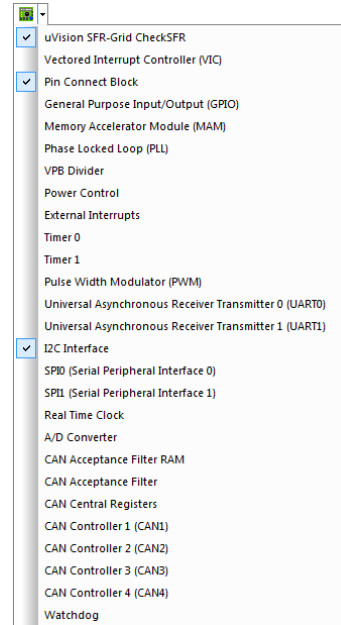 uVision SFR-Grid CheckSFR
Vectored Interrupt Controller (VIC)
Pin Connect Block
General Purpose Input/Output (GPIO)
Memory Accelerator Module (MAM)
Phase Locked Loop (PLL)
VPB Divider
Power Control
External Interrupts
Timer 0
Timer 1
Pulse Width Modulator (PWM)
Universal Asynchronous Receiver Transmitter 0 (UART0)
Universal Asynchronous Receiver Transmitter 1 (UART1)
I2C Interface
SPI0 (Serial Peripheral Interface 0)
SPI1 (Serial Peripheral Interface 1)
Real Time Clock
A/D Converter
CAN Acceptance Filter RAM
CAN Acceptance Filter
CAN Central Registers
CAN Controller 1 (CAN1)
CAN Controller 2 (CAN2)
CAN Controller 3 (CAN3)
CAN Controller 4 (CAN4)
Watchdog